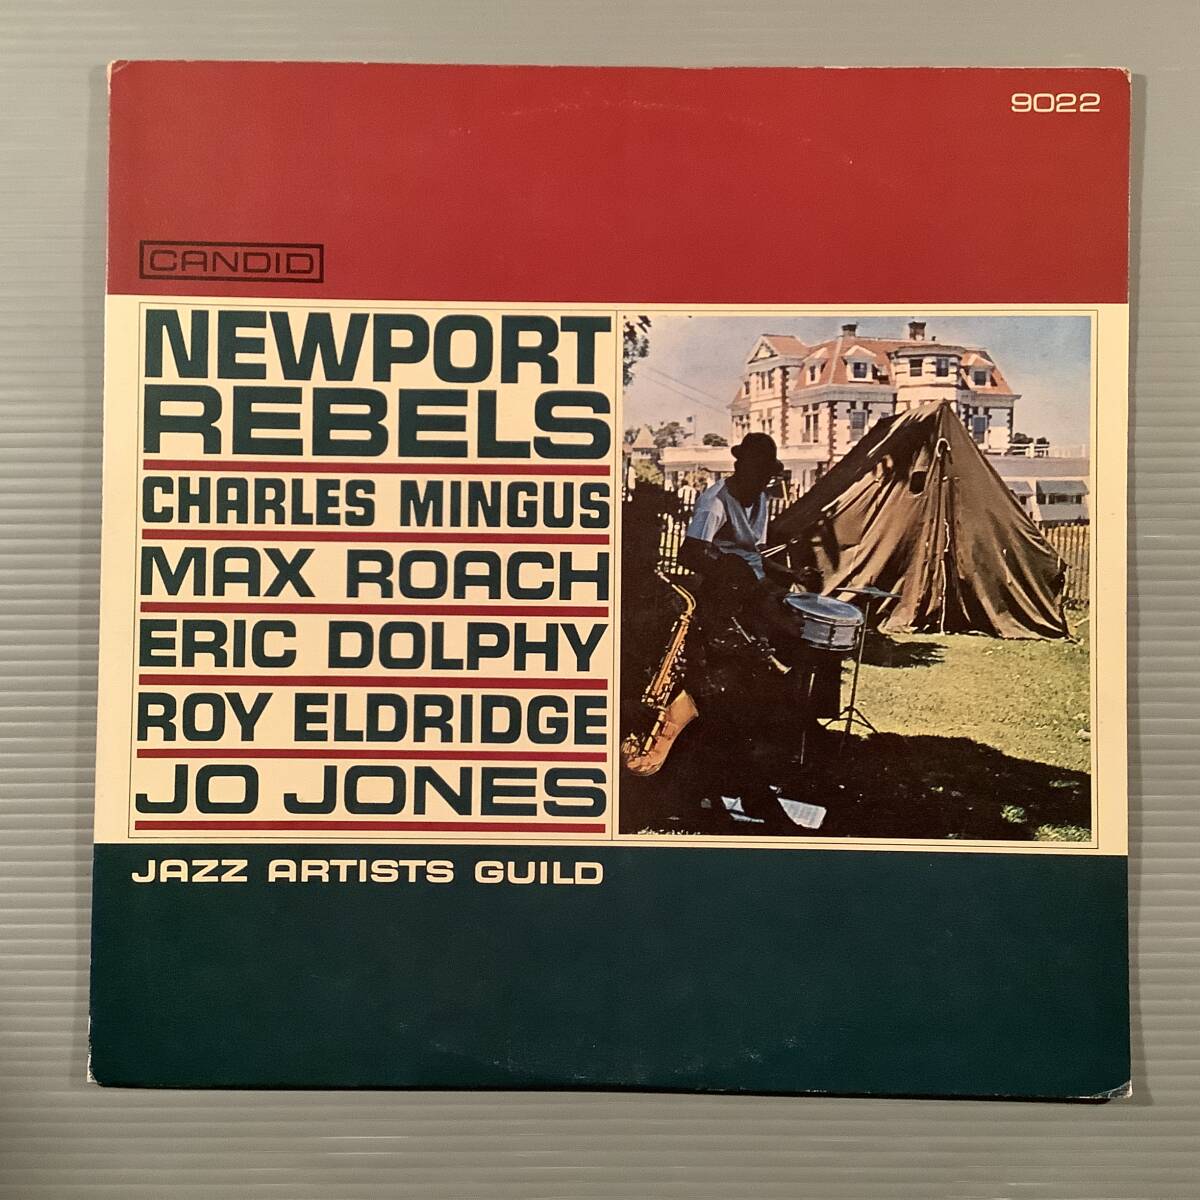 9022
CANDID
NEWPORT
REBELS
CHARLES MINGUS
MAX ROACH
ERIC DOLPHY
ROY ELDRIDGE
JO JONES
JAZZ ARTISTS GUILD